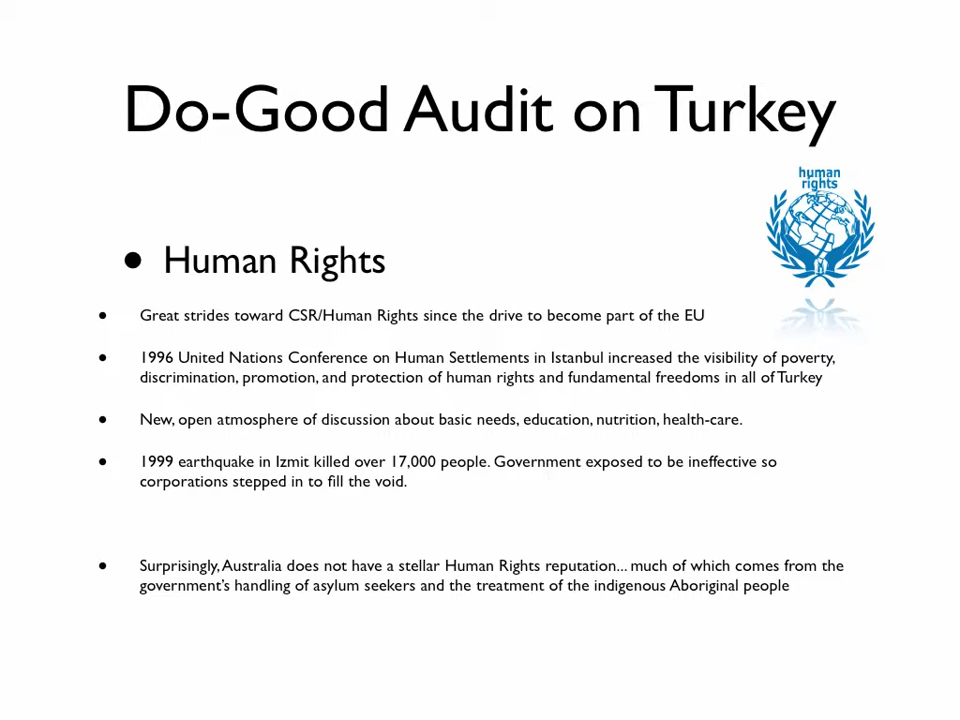 Do-Good Audit on Turkey
human
rights
• Human Rights
• Great strides toward CSR/Human Rights since the drive to become part of the EU
• 1996 United Nations Conference on Human Settlements in Istanbul increased the visibility of poverty,
discrimination, promotion, and protection of human rights and fundamental freedoms in all of Turkey
• New, open atmosphere of discussion about basic needs, education, nutrition, health-care.
• 1999 earthquake in Izmit killed over 17,000 people. Government exposed to be ineffective so
corporations stepped in to fill the void.
• Surprisingly, Australia does not have a stellar Human Rights reputation... much of which comes from the
government's handling of asylum seekers and the treatment of the indigenous Aboriginal people